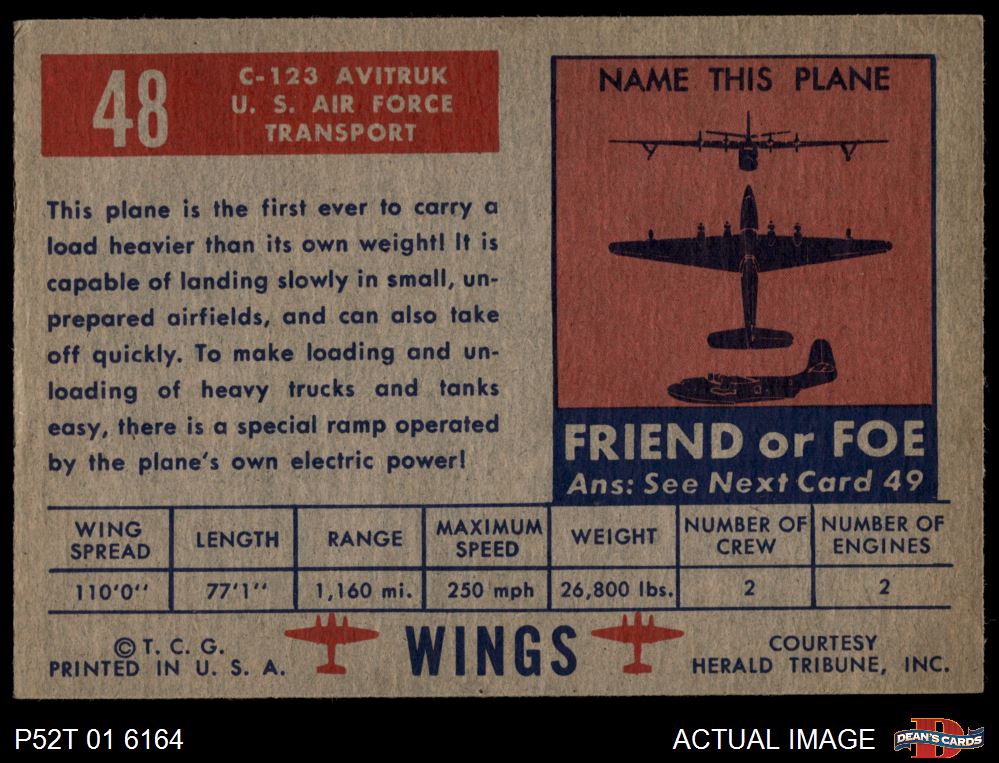 48
C-123 AVITRUK
U. S. AIR FORCE
TRANSPORT
This plane is the first ever to carry a
load heavier than its own weight! It is
capable of landing slowly in small, un-
prepared airfields, and can also take
off quickly. To make loading and un-
loading of heavy trucks and tanks
easy, there is a special ramp operated
by the plane's own electric power!
NAME THIS PLANE
FRIEND or FOE
Ans: See Next Card 49
WING SPREAD LENGTH RANGE MAXIMUM SPEED WEIGHT NUMBER OF CREW NUMBER OF ENGINES
110'0'' 77'1'' 1,160 mi. 250 mph 26,800 lbs. 2 2
© T. C. G.
PRINTED IN U. S. A.
WINGS
COURTESY
HERALD TRIBUNE, INC.
P52T 01 6164
ACTUAL IMAGE
D
DEAN'S CARDS